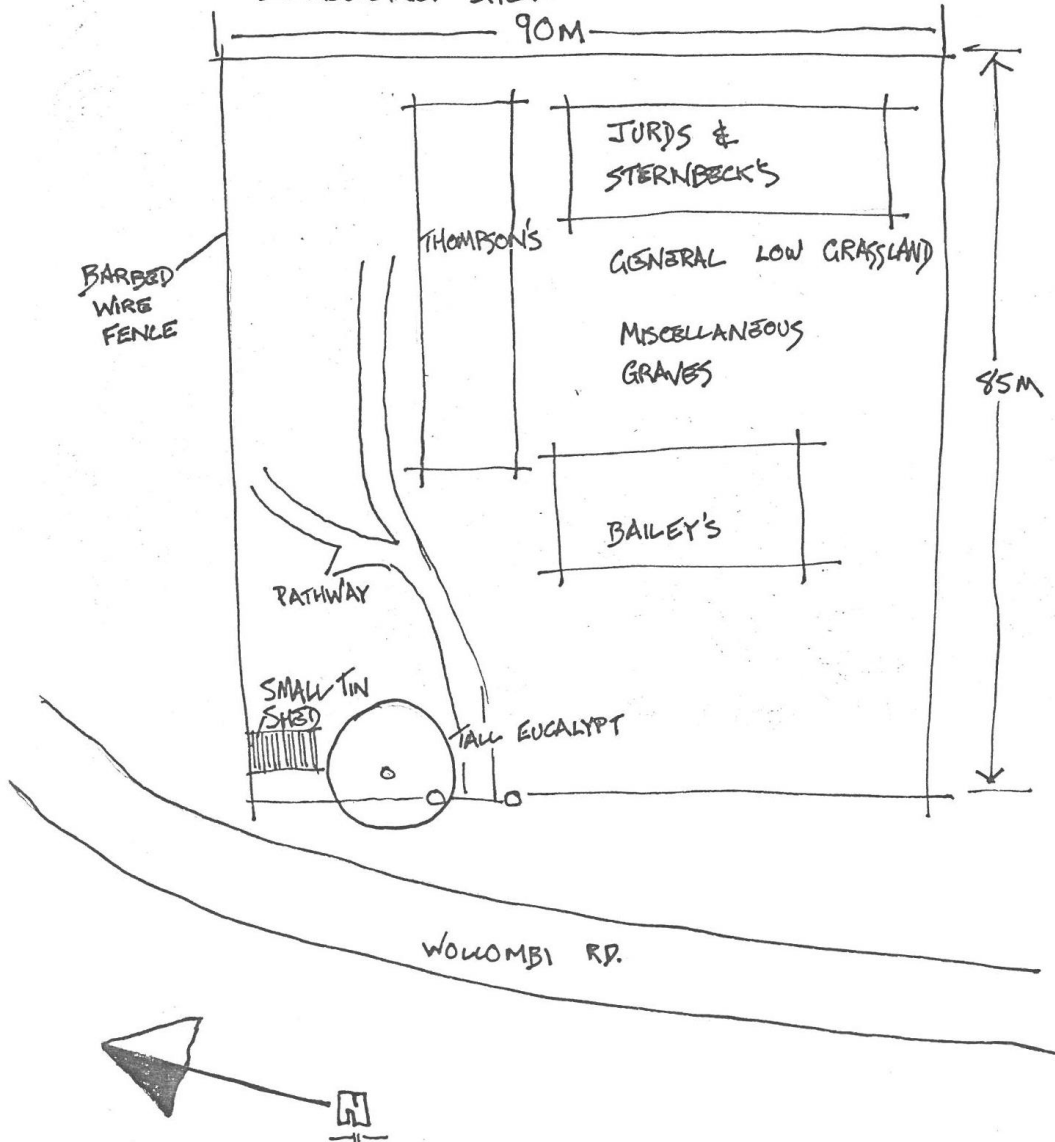 90M
JURDS &
STERNBECK'S
THOMPSON'S
GENERAL LOW GRASSLAND
BARBED
WIRE
FENCE
MISCELLANEOUS
GRAVES
85M
BAILEY'S
PATHWAY
SMALL TIN
SHED
TALL EUCALYPT
WOLLOMBI RD.
N